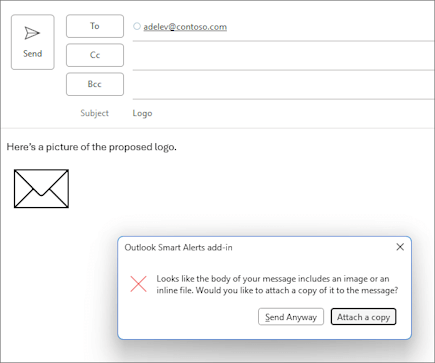 To
adelev@contoso.com
Send
Cc
Bcc
Subject Logo
Here's a picture of the proposed logo.
Outlook Smart Alerts add-in
Looks like the body of your message includes an image or an
inline file. Would you like to attach a copy of it to the message?
Send Anyway Attach a copy